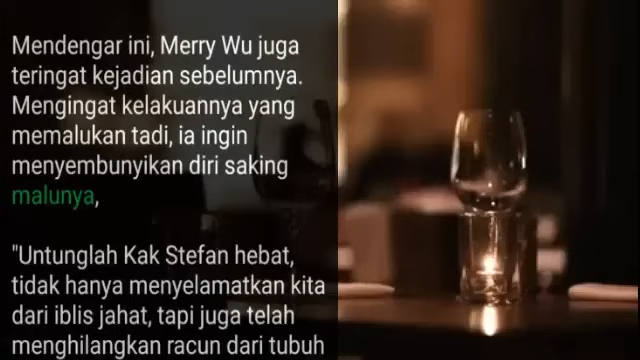 Mendengar ini, Merry Wu juga
teringat kejadian sebelumnya.
Mengingat kelakuannya yang
memalukan tadi, ia ingin
menyembunyikan diri saking
malunya,
"Untunglah Kak Stefan hebat,
tidak hanya menyelamatkan kita
dari iblis jahat, tapi juga telah
menghilangkan racun dari tubuh